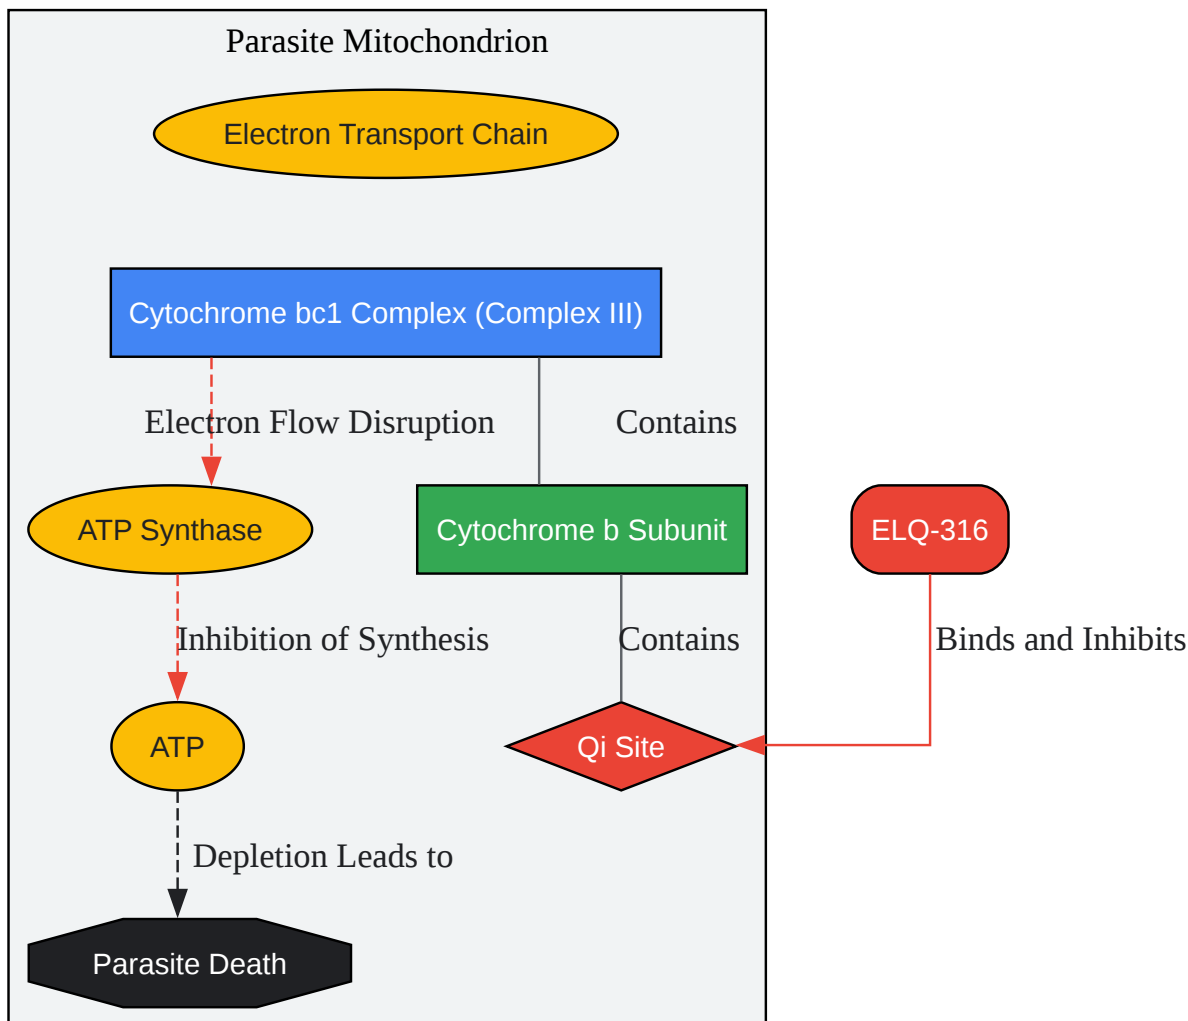 Parasite Mitochondrion
Electron Transport Chain
Cytochrome bc1 Complex (Complex III)
Electron Flow Disruption
Contains
ATP Synthase
Cytochrome b Subunit
ELQ-316
Inhibition of Synthesis
Contains
Binds and Inhibits
ATP
Qi Site
Depletion Leads to
Parasite Death